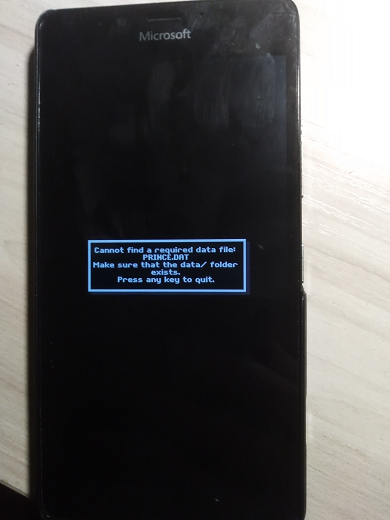 Microsoft
Cannot find a required data file:
PRINCE.DAT
Make sure that the data/ folder
exists.
Press any key to quit.